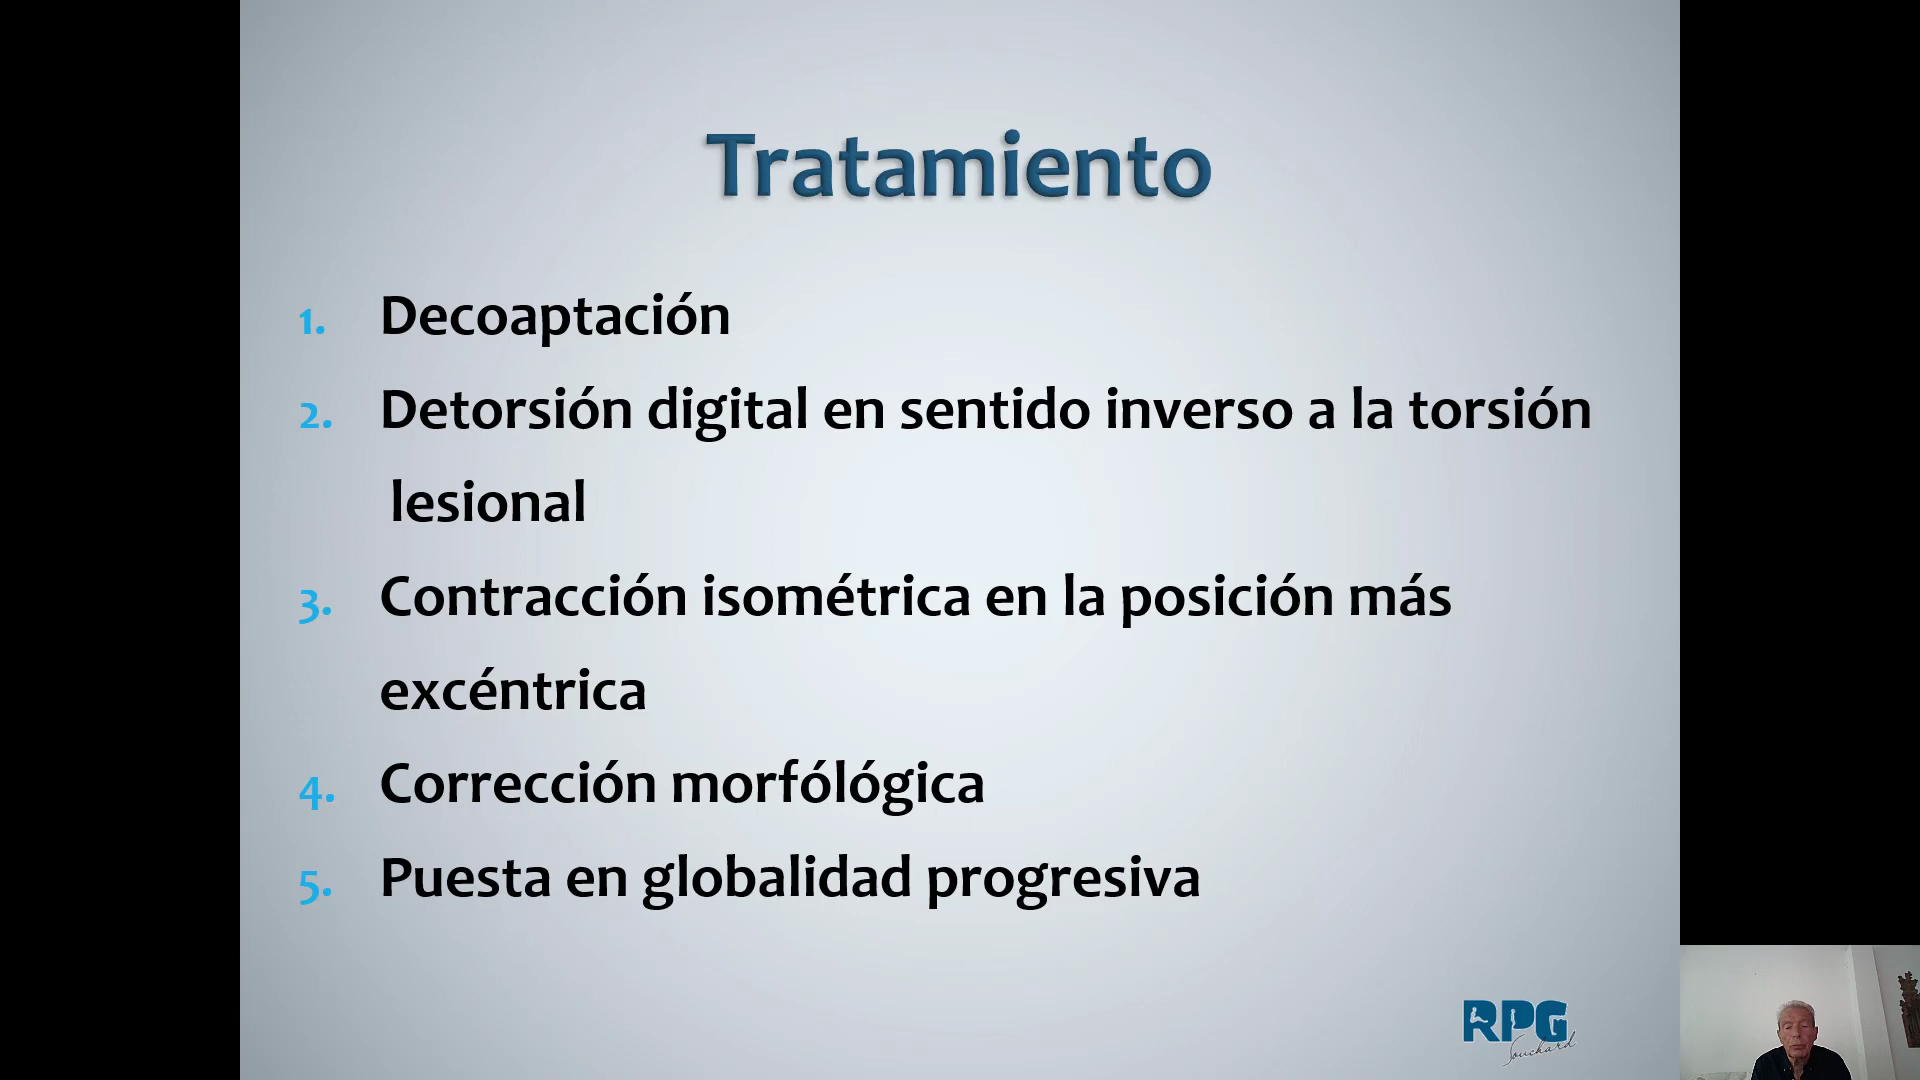 Tratamiento
1. Decoaptación
2. Detorsión digital en sentido inverso a la torsión
lesional
3. Contracción isométrica en la posición más
excéntrica
4. Corrección morfólógica
5. Puesta en globalidad progresiva
RPG
Souchard